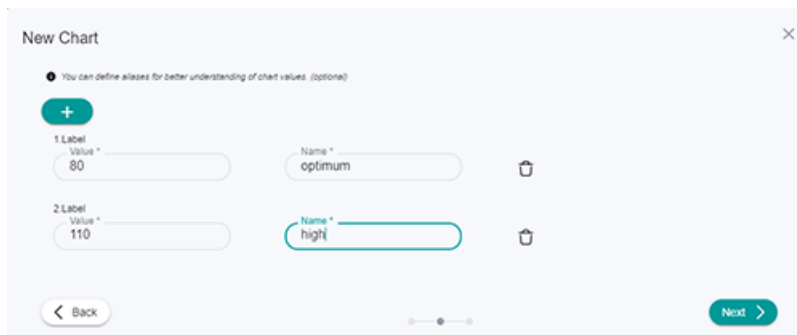 New Chart
You can define aliases for better understanding of chart values. (optional)
+
1.Label
Value *
80
Name *
optimum
2.Label
Value *
110
Name *
high
Back
Next